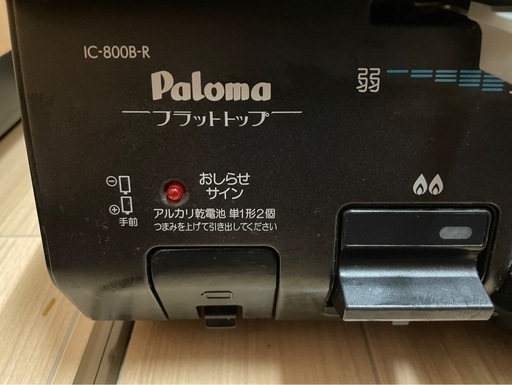 IC-800B-R
Paloma
フラットトップ
弱
おしらせ
サイン
⊖
⊕
手前
アルカリ乾電池 単1形2個
つまみを上げて引き出してください